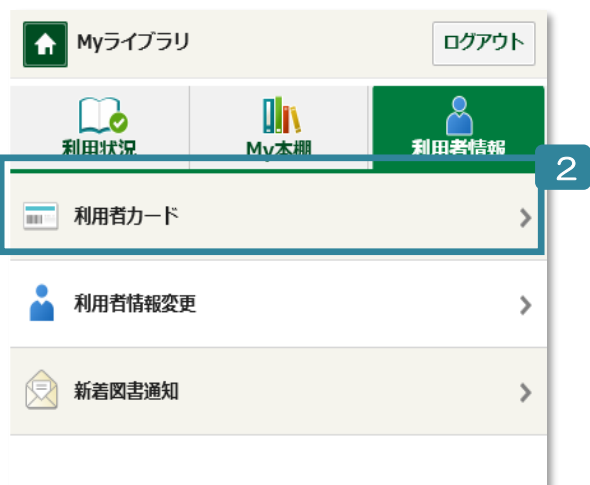 Myライブラリ
ログアウト
利用状況
My本棚
利用者情報
2
利用者カード
利用者情報変更
新着図書通知